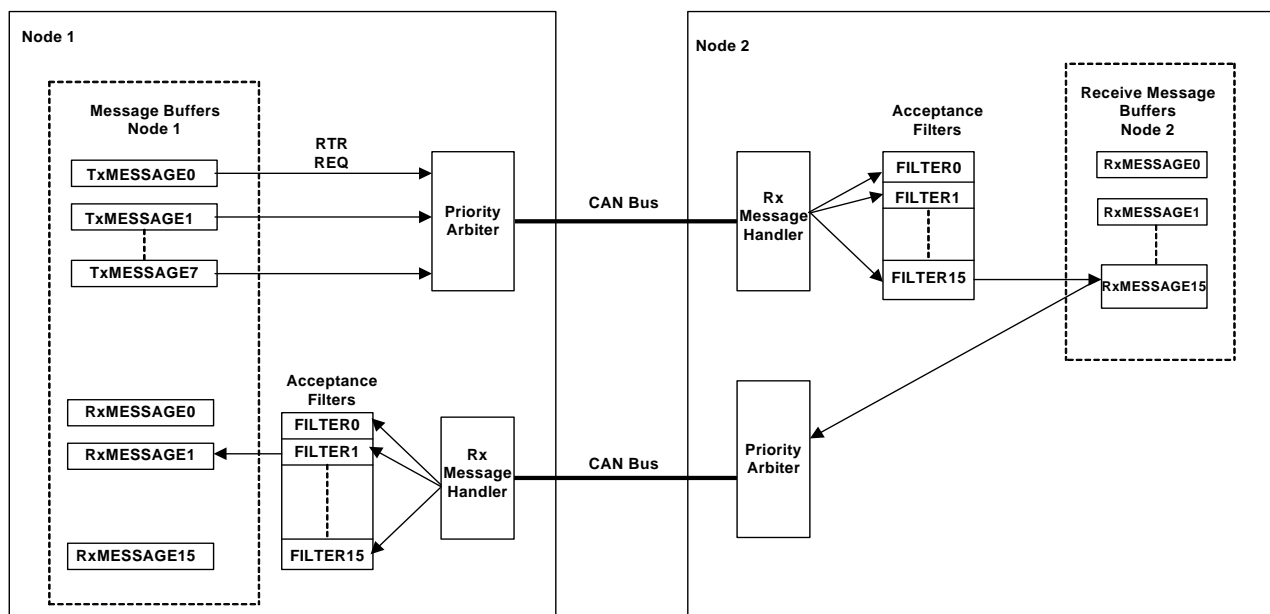 Node 1
Message Buffers
Node 1
TxMESSAGE0
TxMESSAGE1
TxMESSAGE7
RTR
REQ
Priority
Arbiter
CAN Bus
RxMESSAGE0
RxMESSAGE1
RxMESSAGE15
Acceptance
Filters
FILTER0
FILTER1
FILTER15
Rx
Message
Handler
CAN Bus
Node 2
Rx
Message
Handler
Acceptance
Filters
FILTER0
FILTER1
FILTER15
Receive Message
Buffers
Node 2
RxMESSAGE0
RxMESSAGE1
RxMESSAGE15
Priority
Arbiter